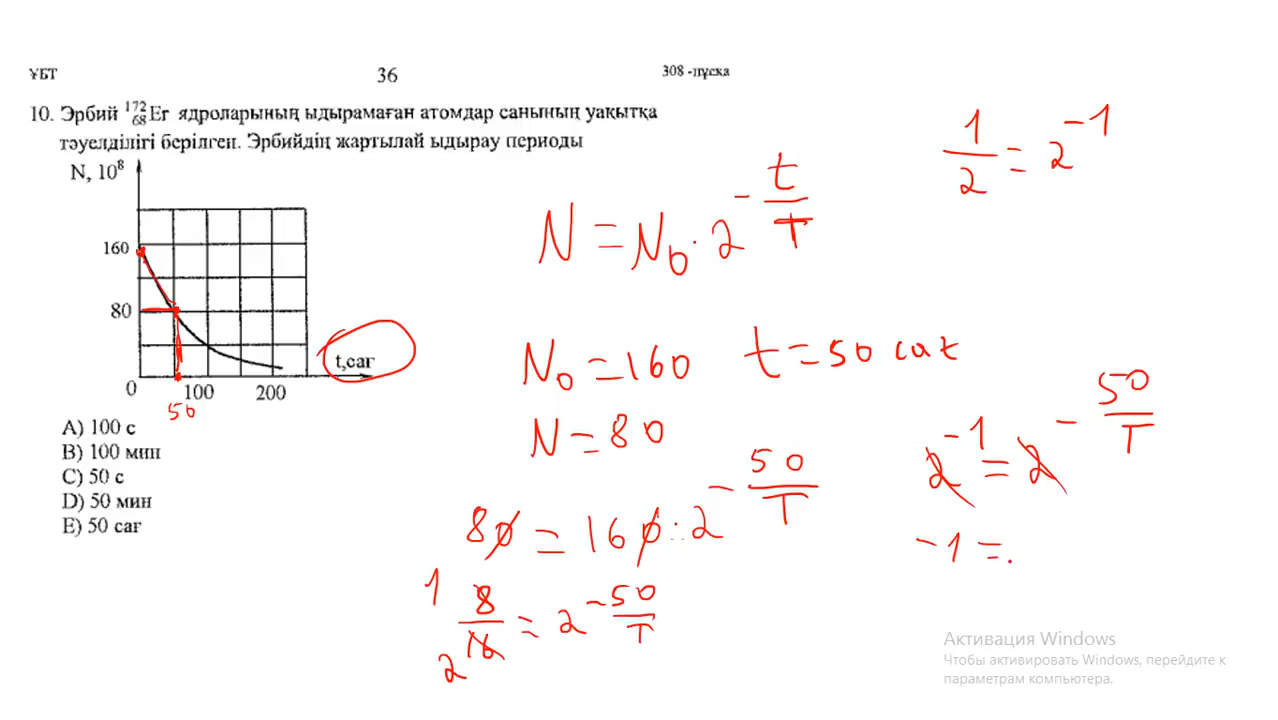 ҰБТ 36 308 -нұсқа
10. Эрбий ¹⁷²₆₈Er ядроларының ыдырамаған атомдар санының уақытқа
тәуелділігі берілген. Эрбийдің жартылай ыдырау периоды
N, 10⁸
160
80
0 100 200
t,сағ
50
A) 100 с
B) 100 мин
C) 50 с
D) 50 мин
E) 50 сағ
N = N₀ · 2^(-t/T)
1/2 = 2⁻¹
N₀ = 160 t = 50 сағ
N = 80
80 = 160 · 2^(-50/T)
1 8/16 = 2^(-50/T)
2
2⁻¹ = 2^(-50/T)
-1 =
Активация Windows
Чтобы активировать Windows, перейдите к
параметрам компьютера.